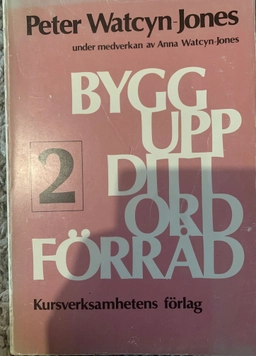 Peter Watcyn-Jones
under medverkan av Anna Watcyn-Jones
BYGG
UPP
2 DITT
ORD
FÖRRÅD
Kursverksamhetens förlag